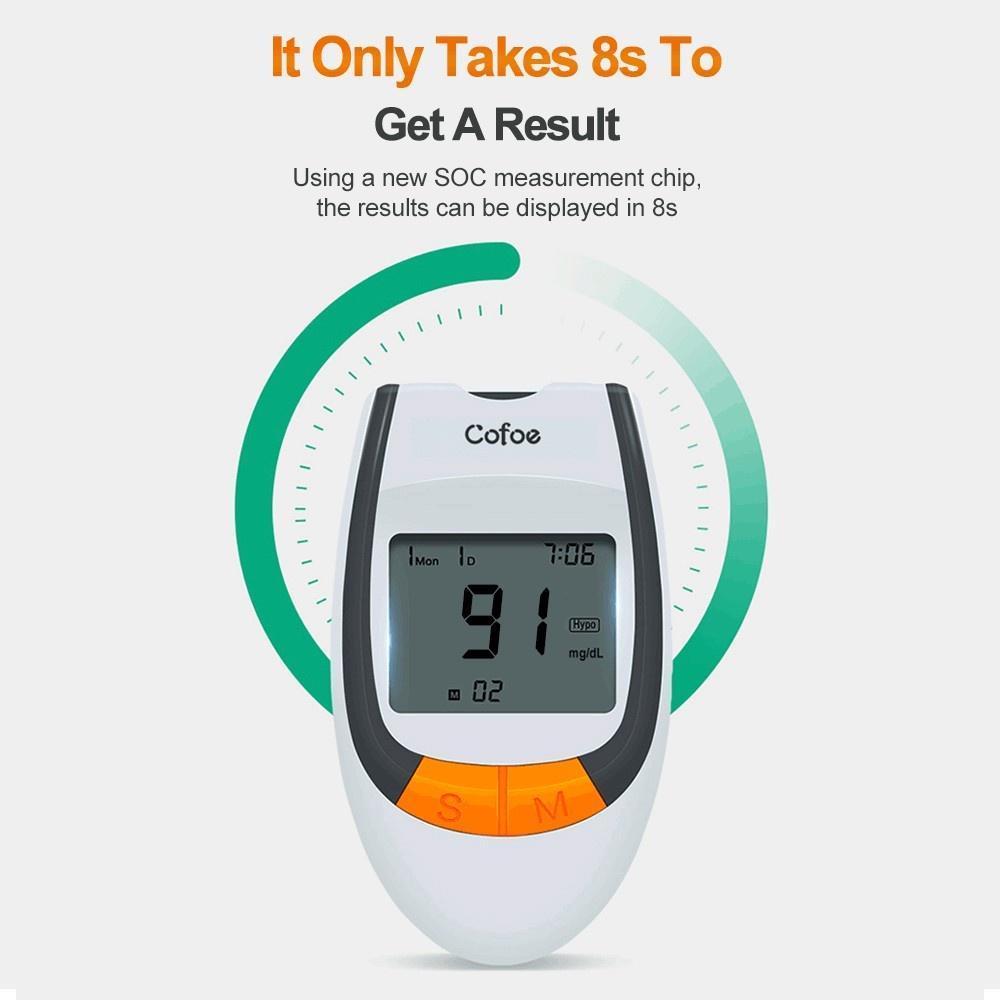 It Only Takes 8s To
Get A Result
Using a new SOC measurement chip,
the results can be displayed in 8s
Cofoe
1Mon 1D 7:06
91
Hypo
mg/dL
M 02
S M